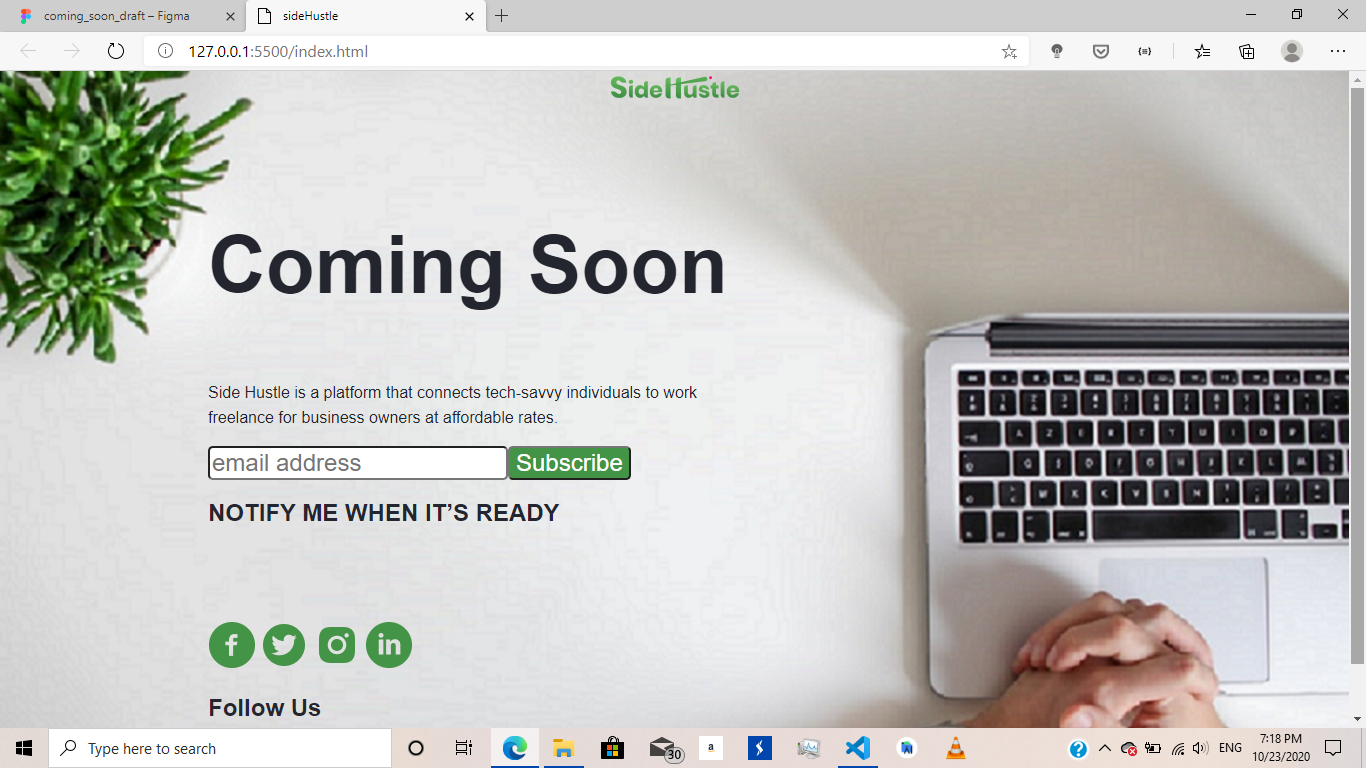 coming_soon_draft – Figma
sideHustle
127.0.0.1:5500/index.html
SideHustle
Coming Soon
Side Hustle is a platform that connects tech-savvy individuals to work
freelance for business owners at affordable rates.
email address
Subscribe
NOTIFY ME WHEN IT’S READY
Follow Us
Type here to search
30
a
ENG
7:18 PM
10/23/2020